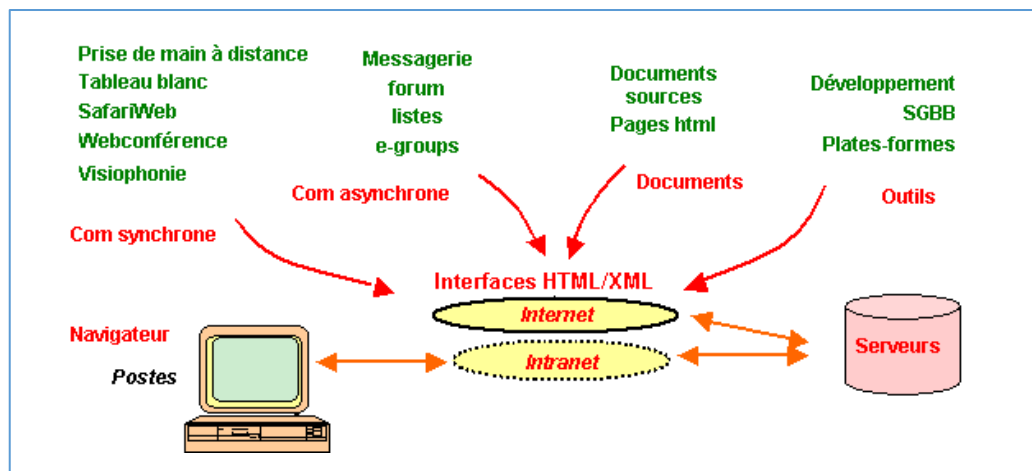 Prise de main à distance
Tableau blanc
SafariWeb
Webconférence
Visiophonie
Com synchrone
Messagerie
forum
listes
e-groups
Com asynchrone
Documents
sources
Pages html
Documents
Développement
SGBB
Plates-formes
Outils
Interfaces HTML/XML
Internet
Intranet
Navigateur
Postes
Serveurs